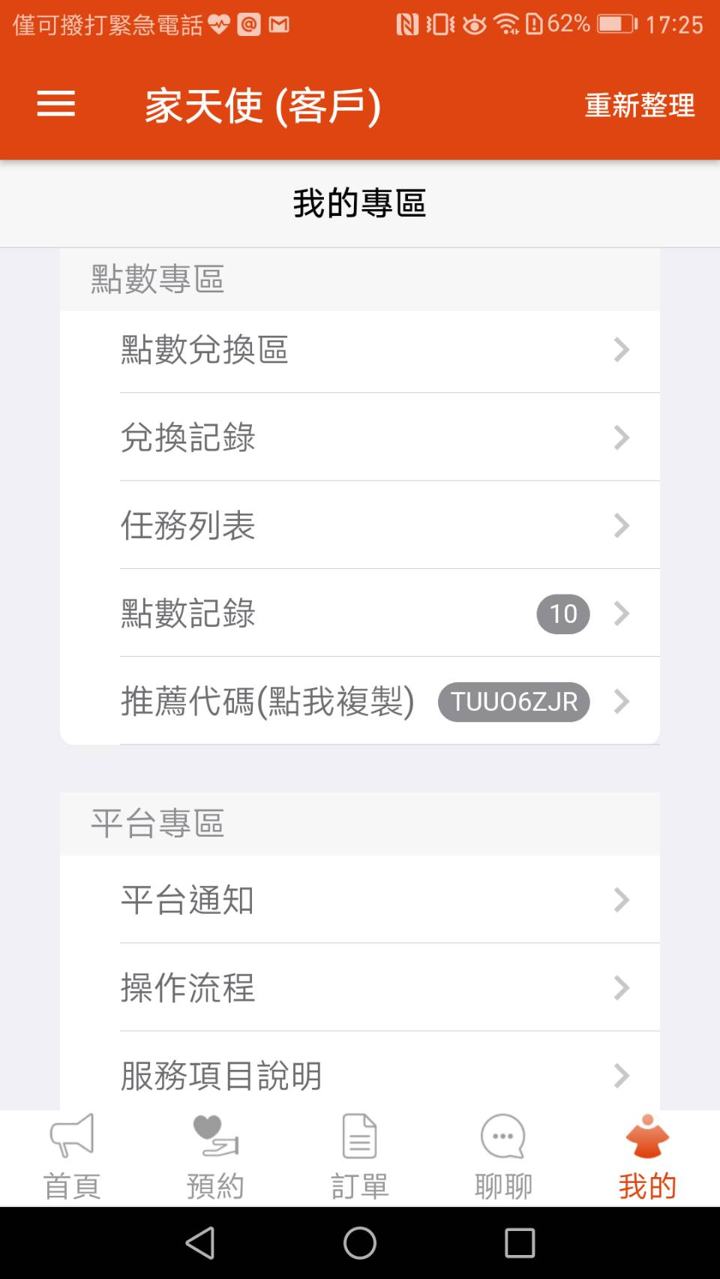 僅可撥打緊急電話 62% 17:25
家天使 (客戶) 重新整理
我的專區
點數專區
點數兌換區
兌換記錄
任務列表
點數記錄 10
推薦代碼(點我複製) TUUO6ZJR
平台專區
平台通知
操作流程
服務項目說明
首頁 預約 訂單 聊聊 我的